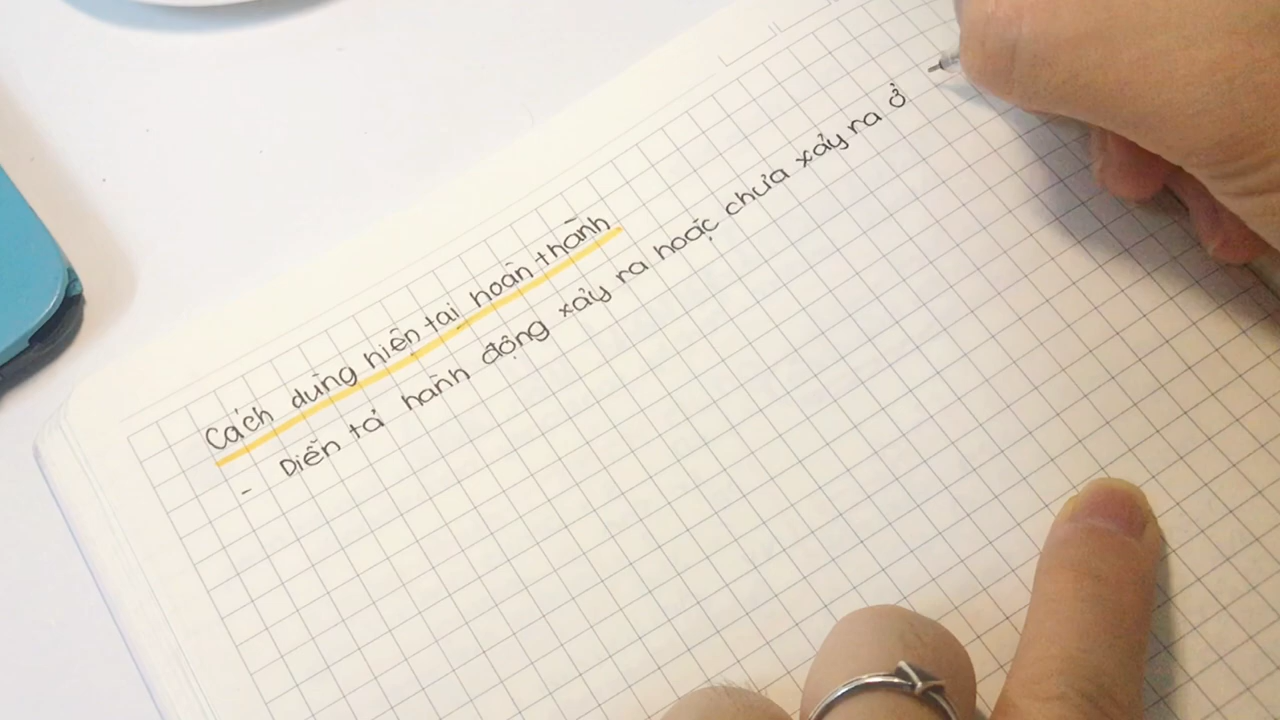 Cách dùng hiện tại hoàn thành
- Diễn tả hành động xảy ra hoặc chưa xảy ra ở